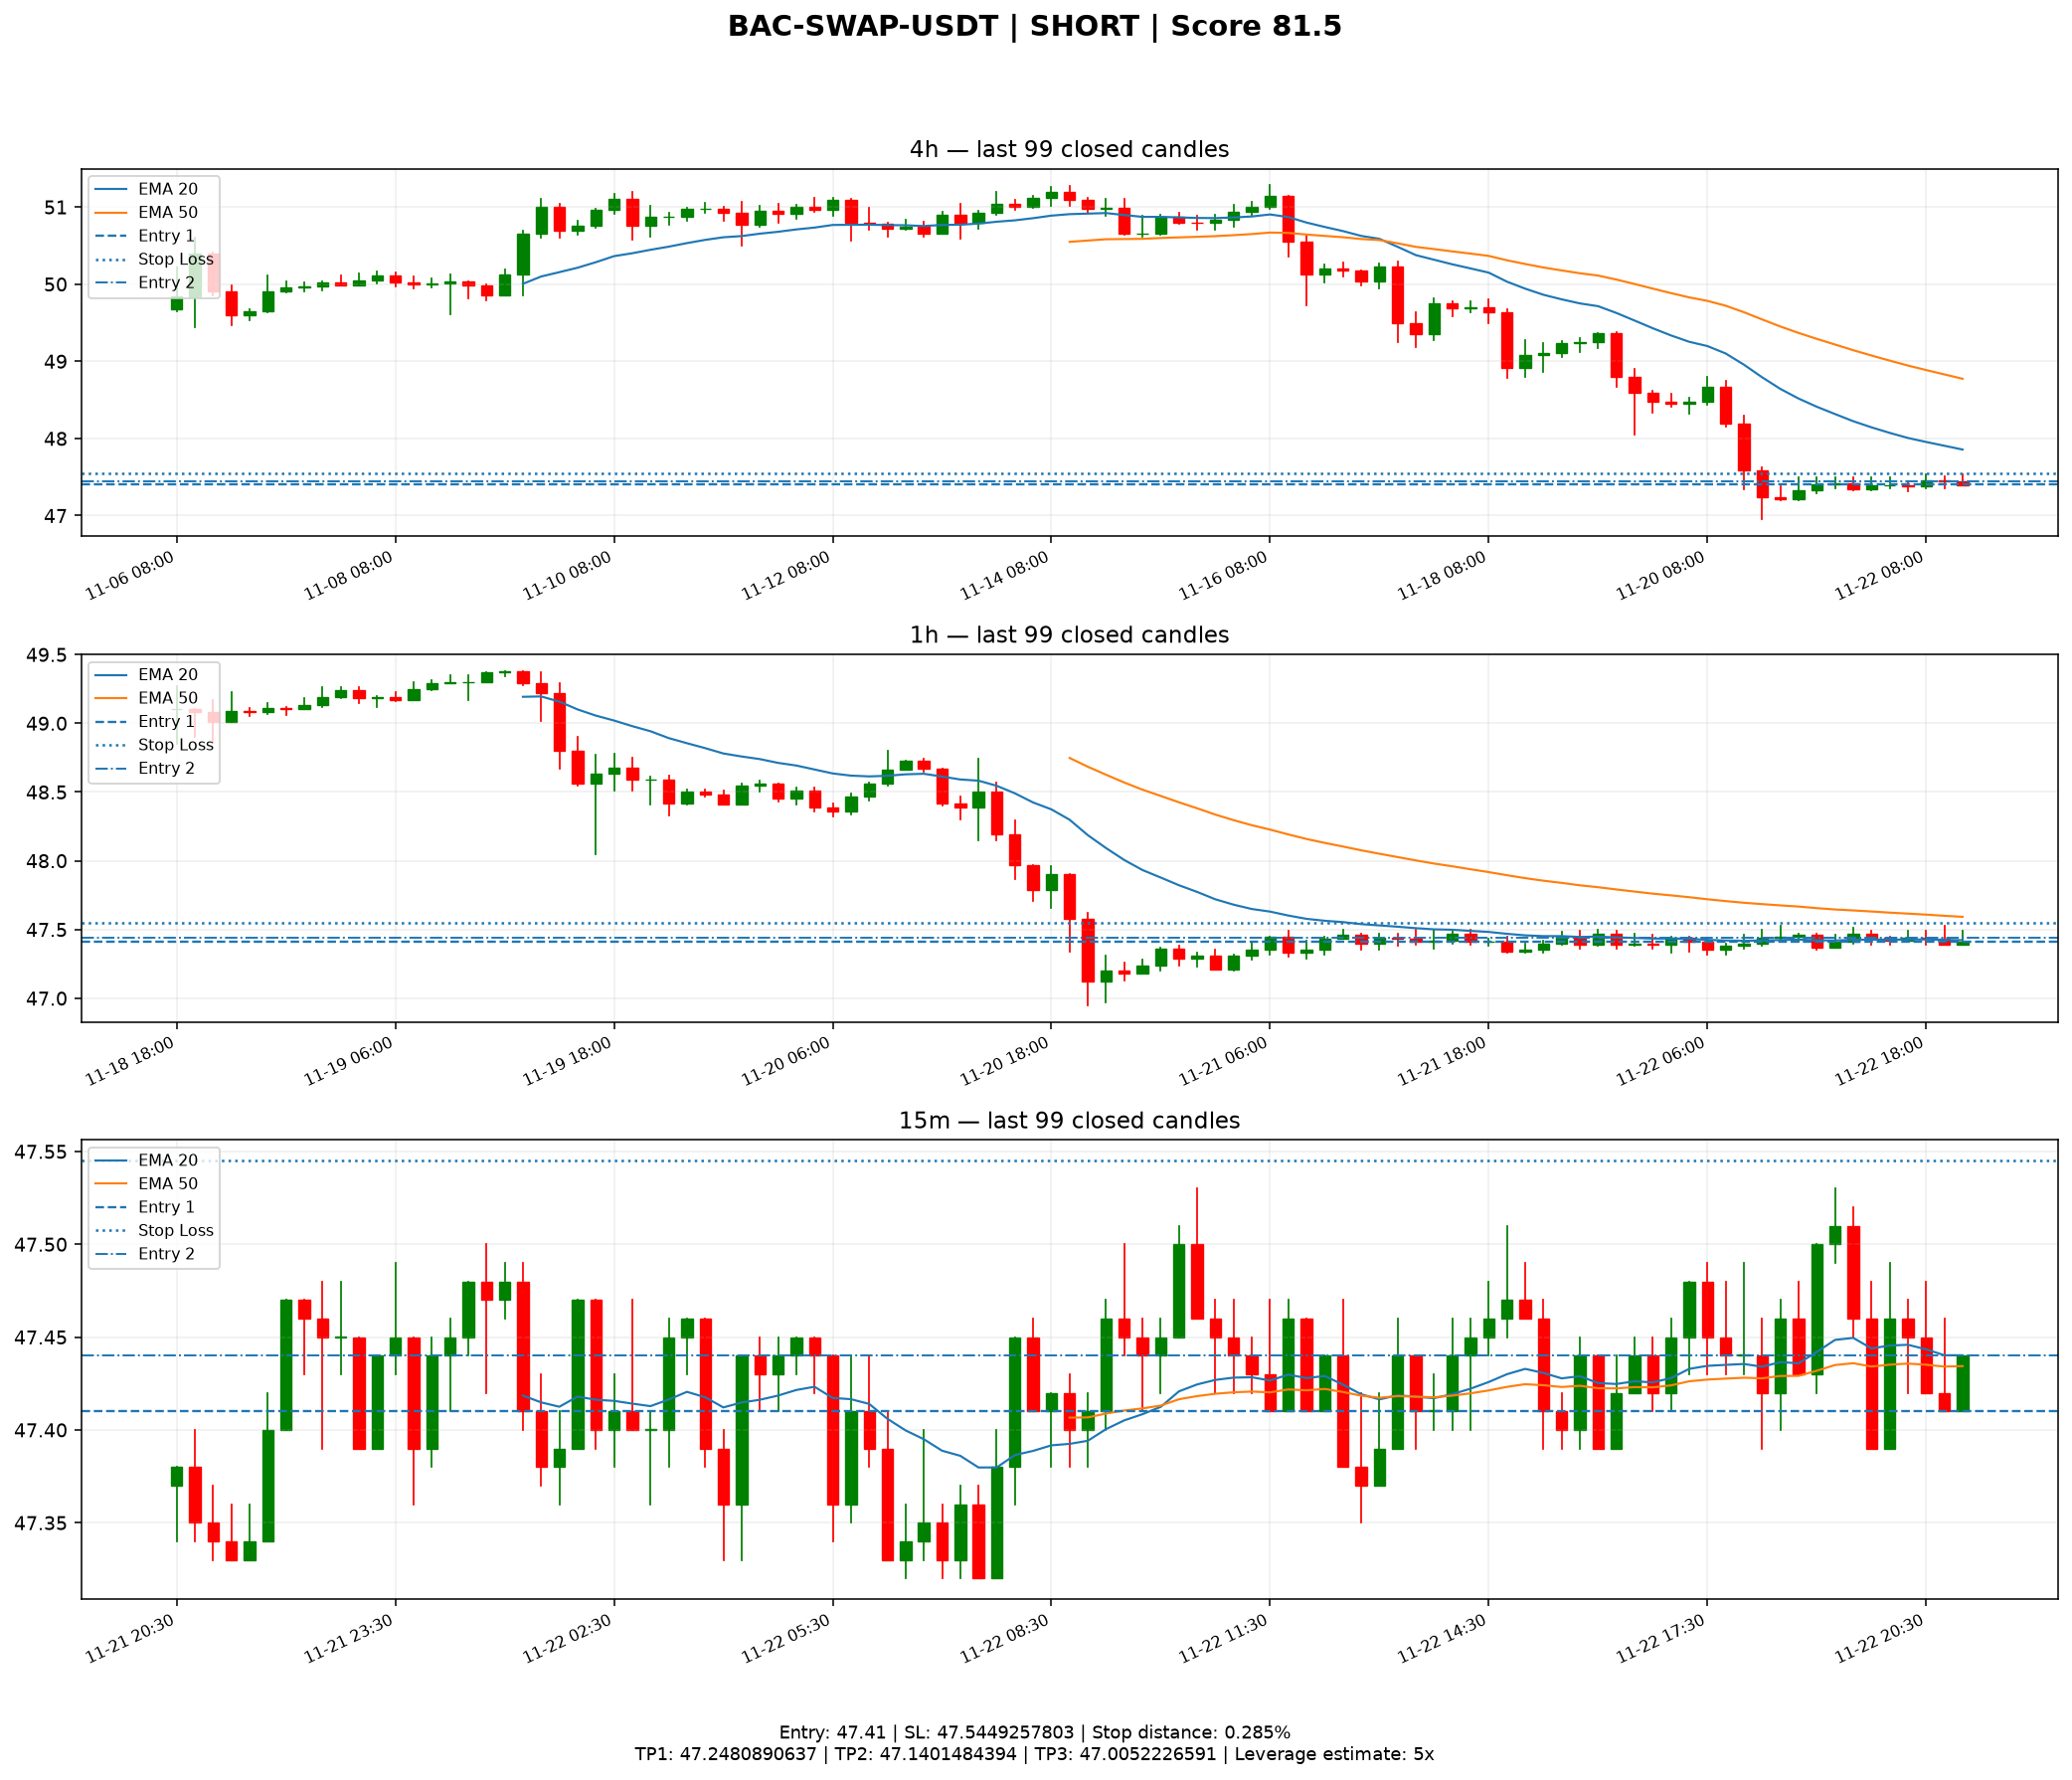 BAC-SWAP-USDT | SHORT | Score 81.5
4h — last 99 closed candles
EMA 20
EMA 50
Entry 1
Stop Loss
Entry 2
51
50
49
48
47
11-06 08:00
11-08 08:00
11-10 08:00
11-12 08:00
11-14 08:00
11-16 08:00
11-18 08:00
11-20 08:00
11-22 08:00
1h — last 99 closed candles
EMA 20
EMA 50
Entry 1
Stop Loss
Entry 2
49.5
49.0
48.5
48.0
47.5
47.0
11-18 18:00
11-19 06:00
11-19 18:00
11-20 06:00
11-20 18:00
11-21 06:00
11-21 18:00
11-22 06:00
11-22 18:00
15m — last 99 closed candles
EMA 20
EMA 50
Entry 1
Stop Loss
Entry 2
47.55
47.50
47.45
47.40
47.35
11-21 20:30
11-21 23:30
11-22 02:30
11-22 05:30
11-22 08:30
11-22 11:30
11-22 14:30
11-22 17:30
11-22 20:30
Entry: 47.41 | SL: 47.5449257803 | Stop distance: 0.285%
TP1: 47.2480890637 | TP2: 47.1401484394 | TP3: 47.0052226591 | Leverage estimate: 5x